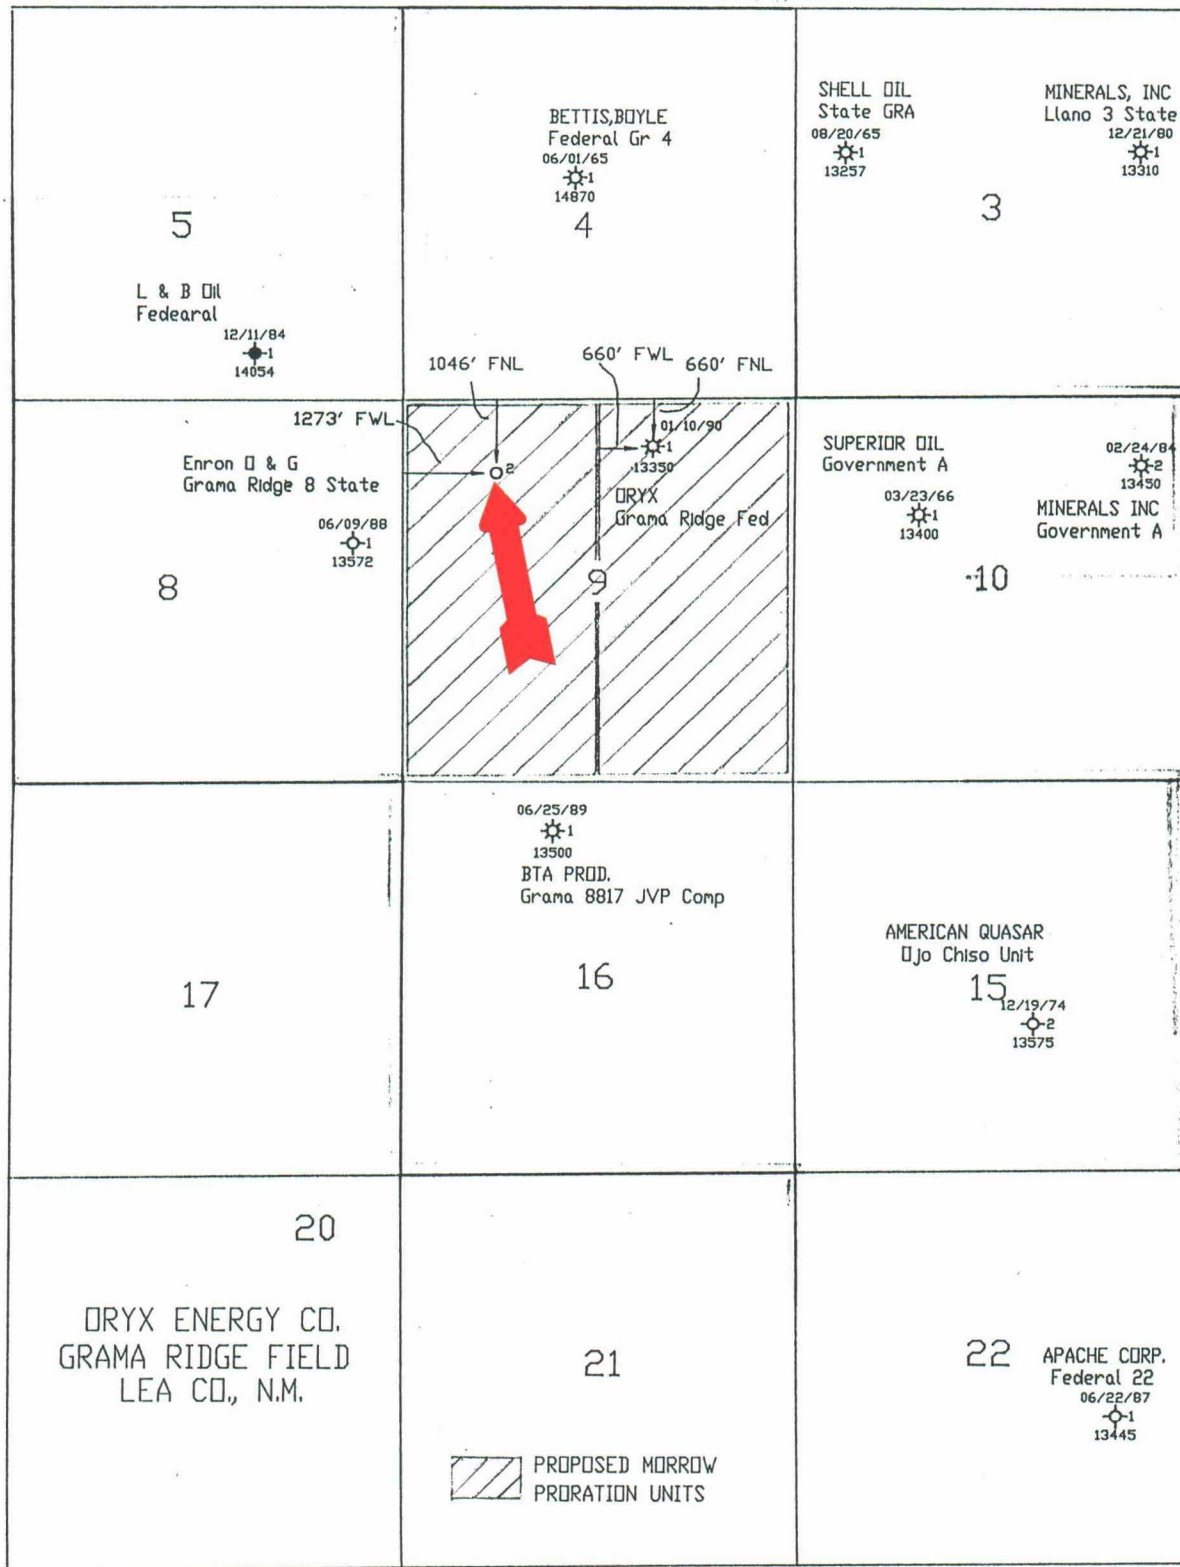 BETTIS,BOYLE
Federal Gr 4
06/01/65
1
14870
4
SHELL OIL
State GRA
08/20/65
1
13257
MINERALS, INC
Llano 3 State
12/21/80
1
13310
3
5
L & B Oil
Fedearal
12/11/84
1
14054
1046' FNL
660' FWL
660' FNL
1273' FWL
Enron O & G
Grama Ridge 8 State
06/09/88
1
13572
8
2
01/10/90
1
13350
ORYX
Grama Ridge Fed
9
SUPERIOR OIL
Government A
03/23/66
1
13400
02/24/84
2
13450
MINERALS INC
Government A
10
17
06/25/89
1
13500
BTA PROD.
Grama 8817 JVP Comp
16
AMERICAN QUASAR
Ojo Chiso Unit
15
12/19/74
2
13575
20
ORYX ENERGY CO.
GRAMA RIDGE FIELD
LEA CO., N.M.
21
22
APACHE CORP.
Federal 22
06/22/87
1
13445
PROPOSED MORROW
PRORATION UNITS